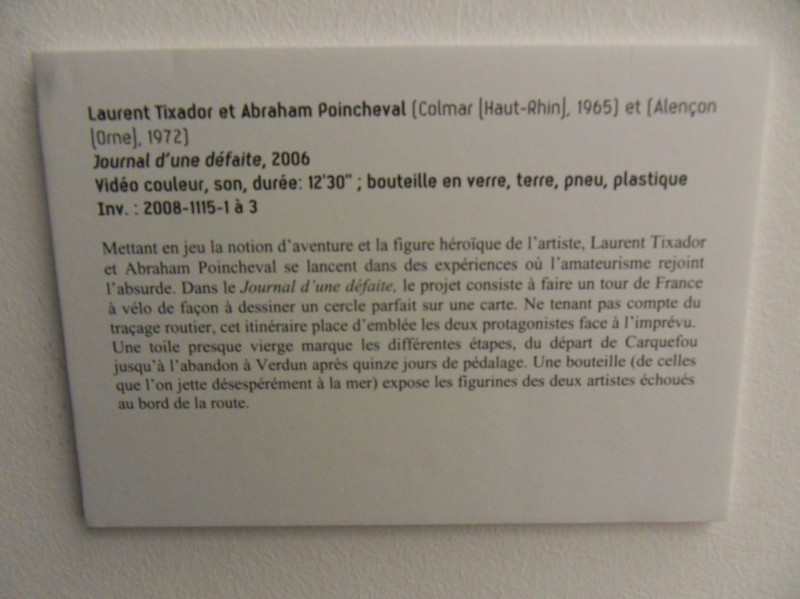 Laurent Tixador et Abraham Poincheval (Colmar (Haut-Rhin), 1965) et (Alençon
(Orne), 1972)
Journal d'une défaite, 2006
Vidéo couleur, son, durée: 12'30" ; bouteille en verre, terre, pneu, plastique
Inv. : 2008-1115-1 à 3
Mettant en jeu la notion d'aventure et la figure héroïque de l'artiste, Laurent Tixador
et Abraham Poincheval se lancent dans des expériences où l'amateurisme rejoint
l'absurde. Dans le Journal d'une défaite, le projet consiste à faire un tour de France
à vélo de façon à dessiner un cercle parfait sur une carte. Ne tenant pas compte du
traçage routier, cet itinéraire place d'emblée les deux protagonistes face à l'imprévu.
Une toile presque vierge marque les différentes étapes, du départ de Carquefou
jusqu'à l'abandon à Verdun après quinze jours de pédalage. Une bouteille (de celles
que l'on jette désespérément à la mer) expose les figurines des deux artistes échoués
au bord de la route.